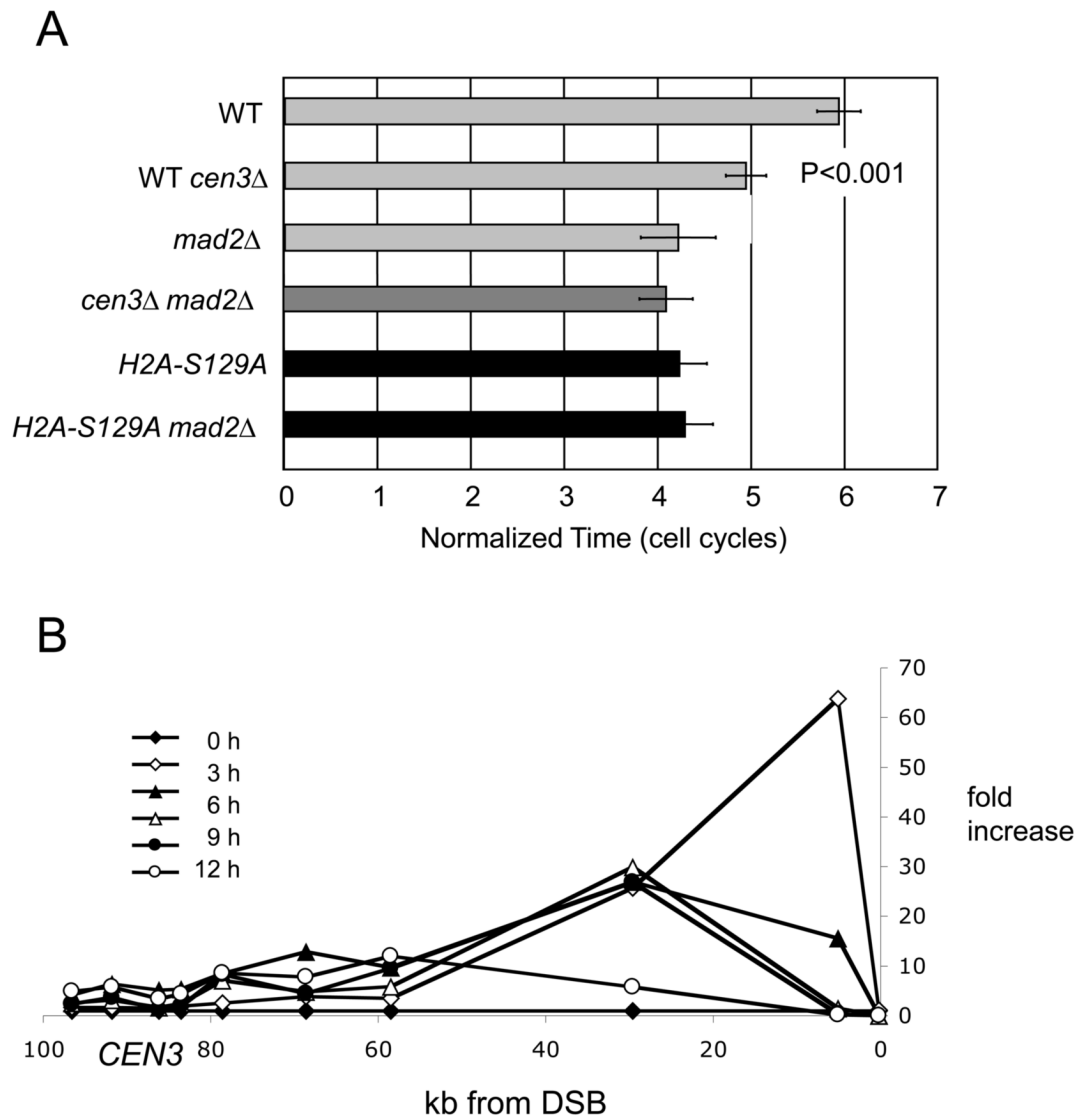 A
WT
WT cen3Δ
P<0.001
mad2Δ
cen3Δ mad2Δ
H2A-S129A
H2A-S129A mad2Δ
0 1 2 3 4 5 6 7
Normalized Time (cell cycles)
B
70
60
50
40
30
20
10
0
fold
increase
0 h
3 h
6 h
9 h
12 h
100 CEN3 80 60 40 20 0
kb from DSB